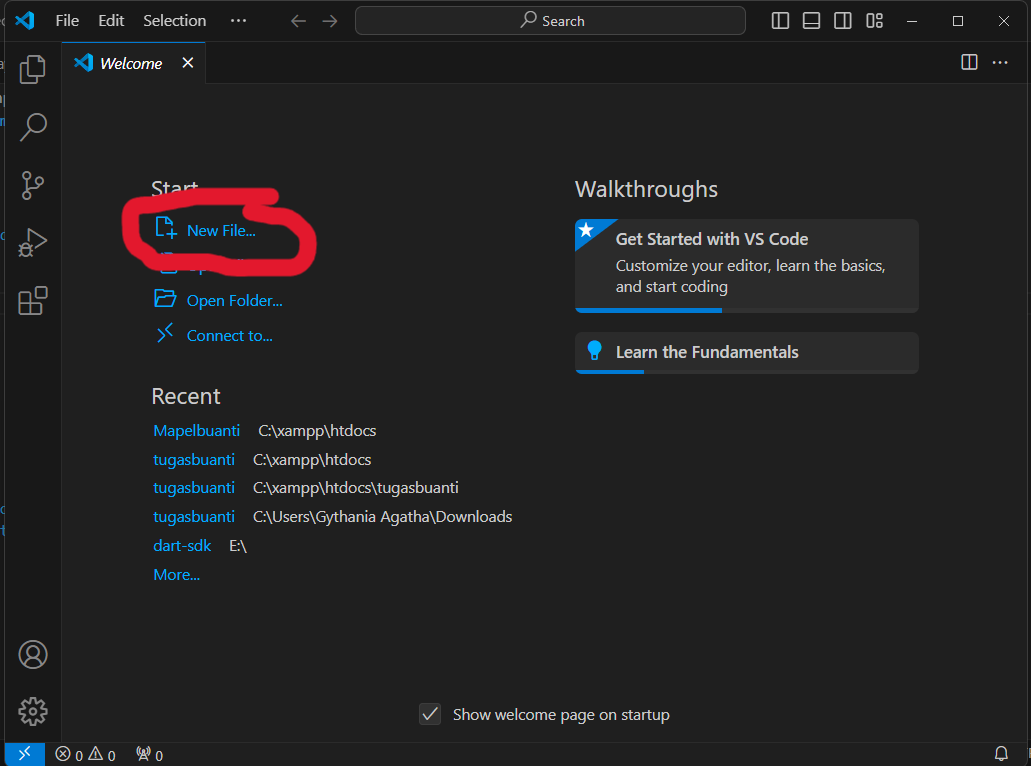 File Edit Selection ··· Search
Welcome
Start
New File...
Open Folder...
Connect to...
Recent
Mapelbuanti C:\xampp\htdocs
tugasbuanti C:\xampp\htdocs
tugasbuanti C:\xampp\htdocs\tugasbuanti
tugasbuanti C:\Users\Gythania Agatha\Downloads
dart-sdk E:\
More...
Walkthroughs
Get Started with VS Code
Customize your editor, learn the basics,
and start coding
Learn the Fundamentals
Show welcome page on startup
0 0 0